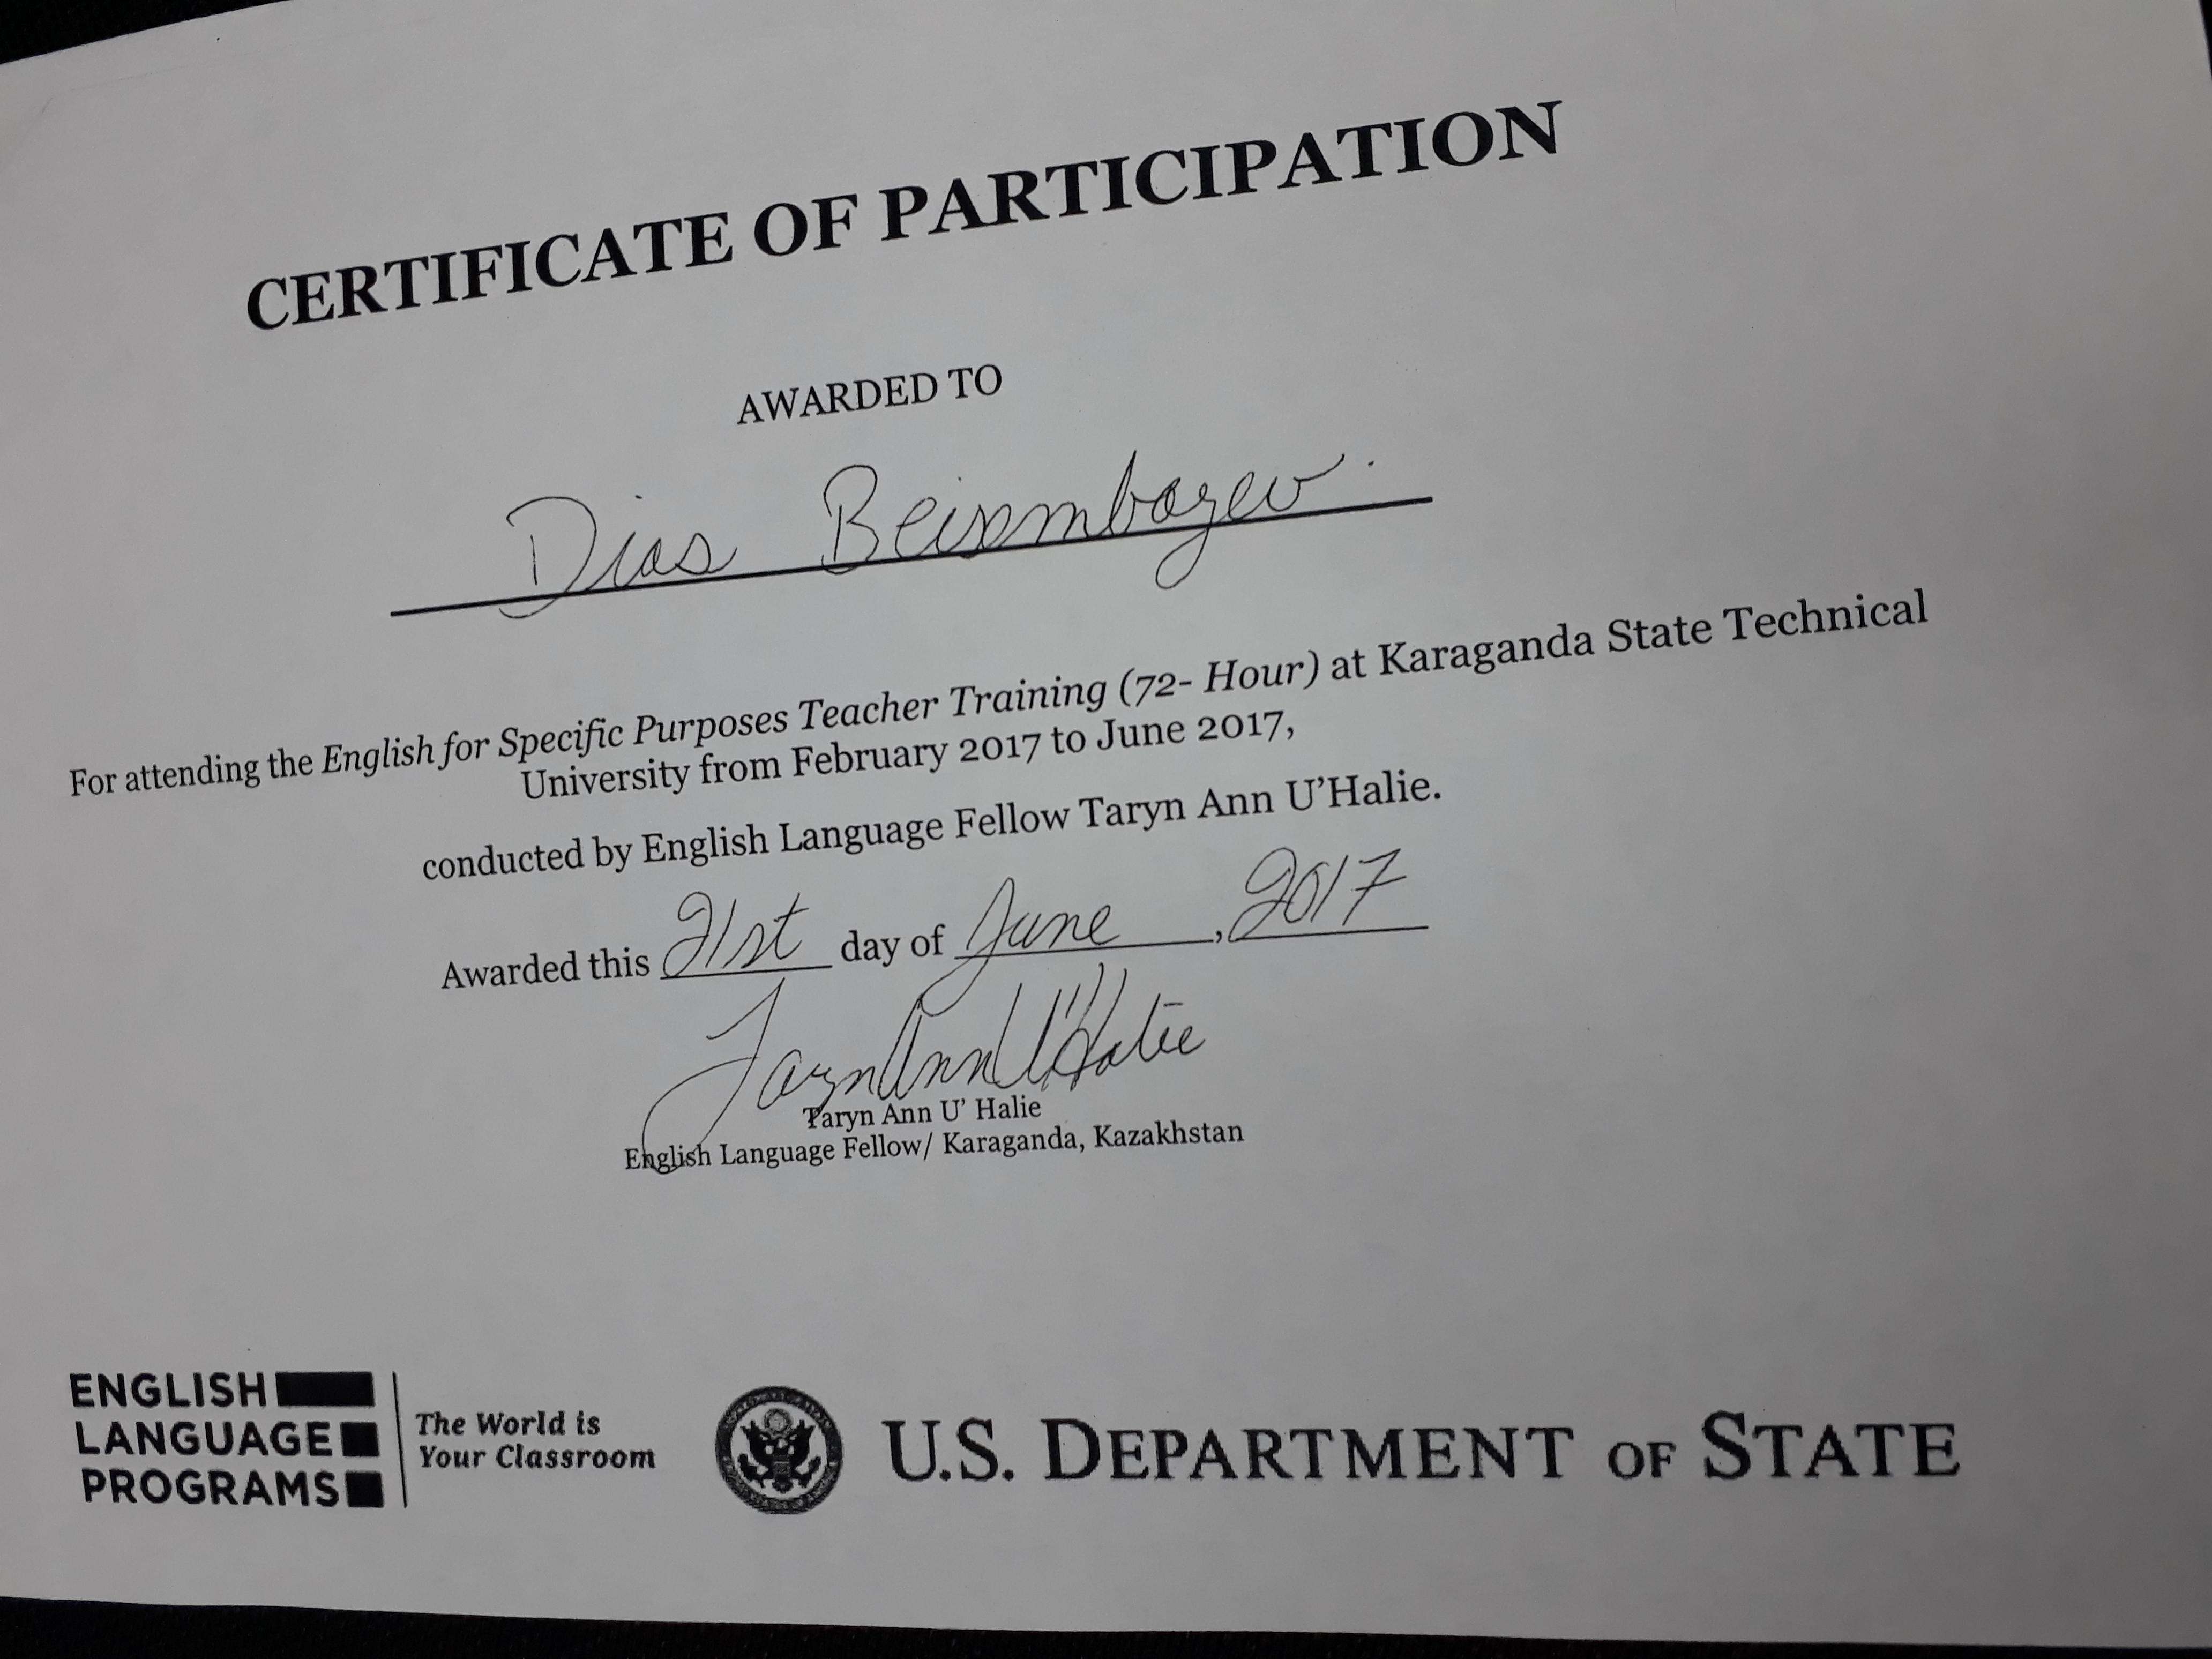 CERTIFICATE OF PARTICIPATION
AWARDED TO
Dias
For attending the English for Specific Purposes Teacher Training (72- Hour) at Karaganda State Technical
University from February 2017 to June 2017,
conducted by English Language Fellow Taryn Ann U'Halie.
Awarded this 21st day of June, 2017
Taryn Ann U'Halie
Taryn Ann U' Halie
English Language Fellow/ Karaganda, Kazakhstan
ENGLISH
LANGUAGE
PROGRAMS
The World is
Your Classroom
U.S. DEPARTMENT OF STATE